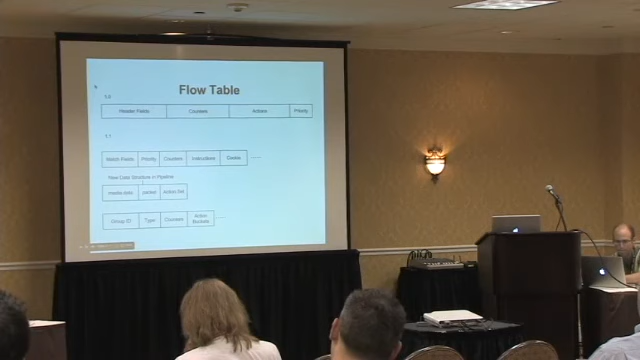 Flow Table
1.0
Header Fields Counters Actions Priority
1.1
Match Fields Priority Counters Instructions Cookie
New Data Structure in Pipeline
meta-data packet Action Set
Group ID Type Counters Action
Buckets